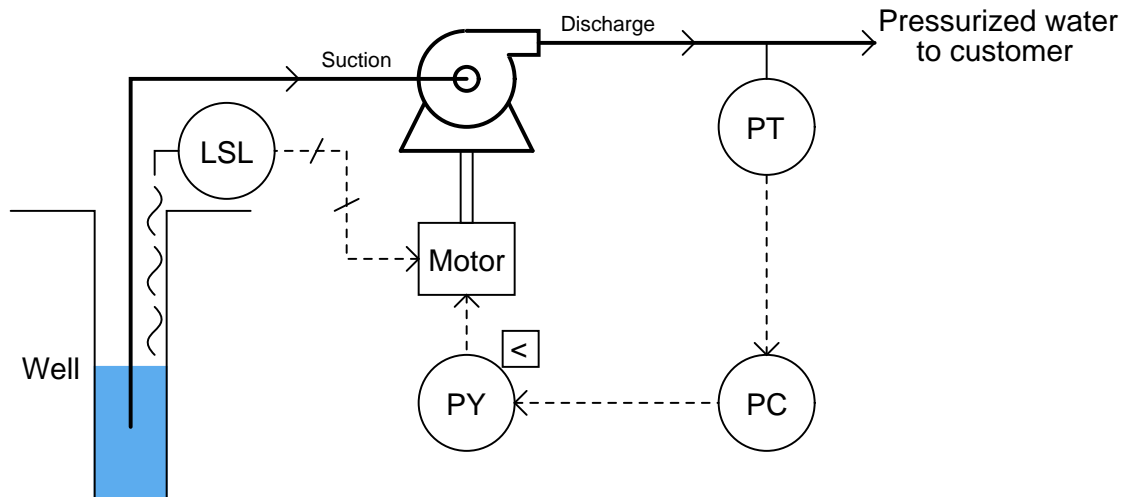 Discharge
Pressurized water
to customer
Suction
PT
LSL
Motor
<
Well
PY
PC